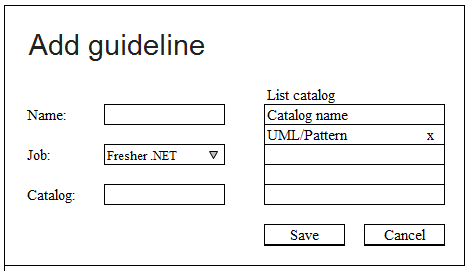 Add guideline
List catalog
Name:
Catalog name
UML/Pattern x
Job:
Fresher .NET
Catalog:
Save
Cancel